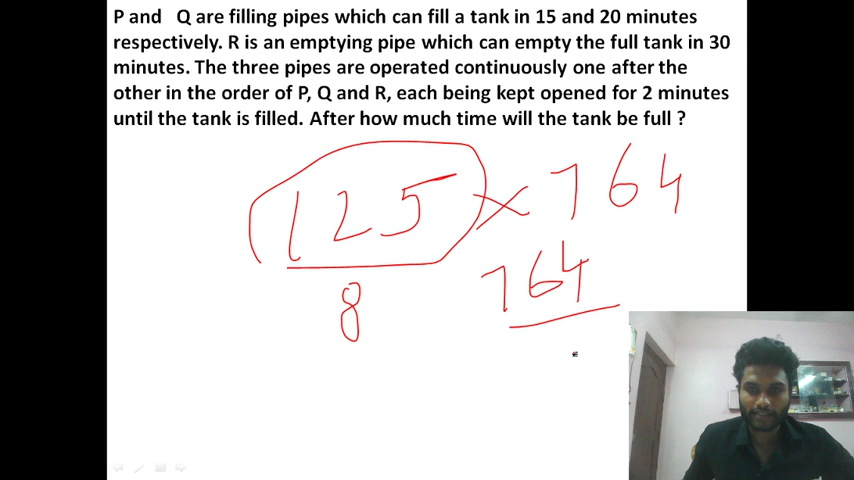 P and Q are filling pipes which can fill a tank in 15 and 20 minutes
respectively. R is an emptying pipe which can empty the full tank in 30
minutes. The three pipes are operated continuously one after the
other in the order of P, Q and R, each being kept opened for 2 minutes
until the tank is filled. After how much time will the tank be full ?
125 × 764
8 764